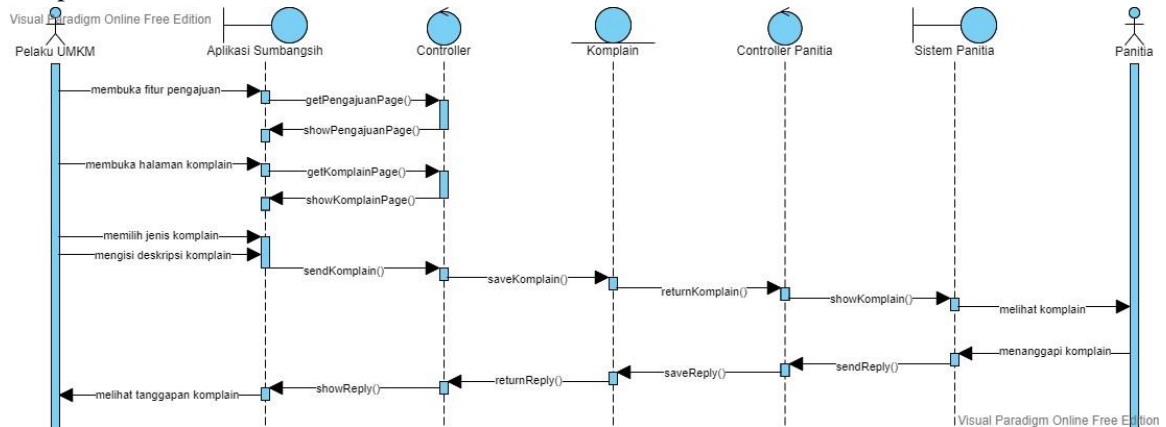 Visual Paradigm Online Free Edition
Pelaku UMKM
Aplikasi Sumbangsih
Controller
Komplain
Controller Panitia
Sistem Panitia
Panitia
membuka fitur pengajuan
getPengajuanPage()
showPengajuanPage()
membuka halaman komplain
getKomplainPage()
showKomplainPage()
memilih jenis komplain
mengisi deskripsi komplain
sendKomplain()
saveKomplain()
returnKomplain()
showKomplain()
melihat komplain
menanggapi komplain
sendReply()
saveReply()
returnReply()
showReply()
melihat tanggapan komplain
Visual Paradigm Online Free Edition